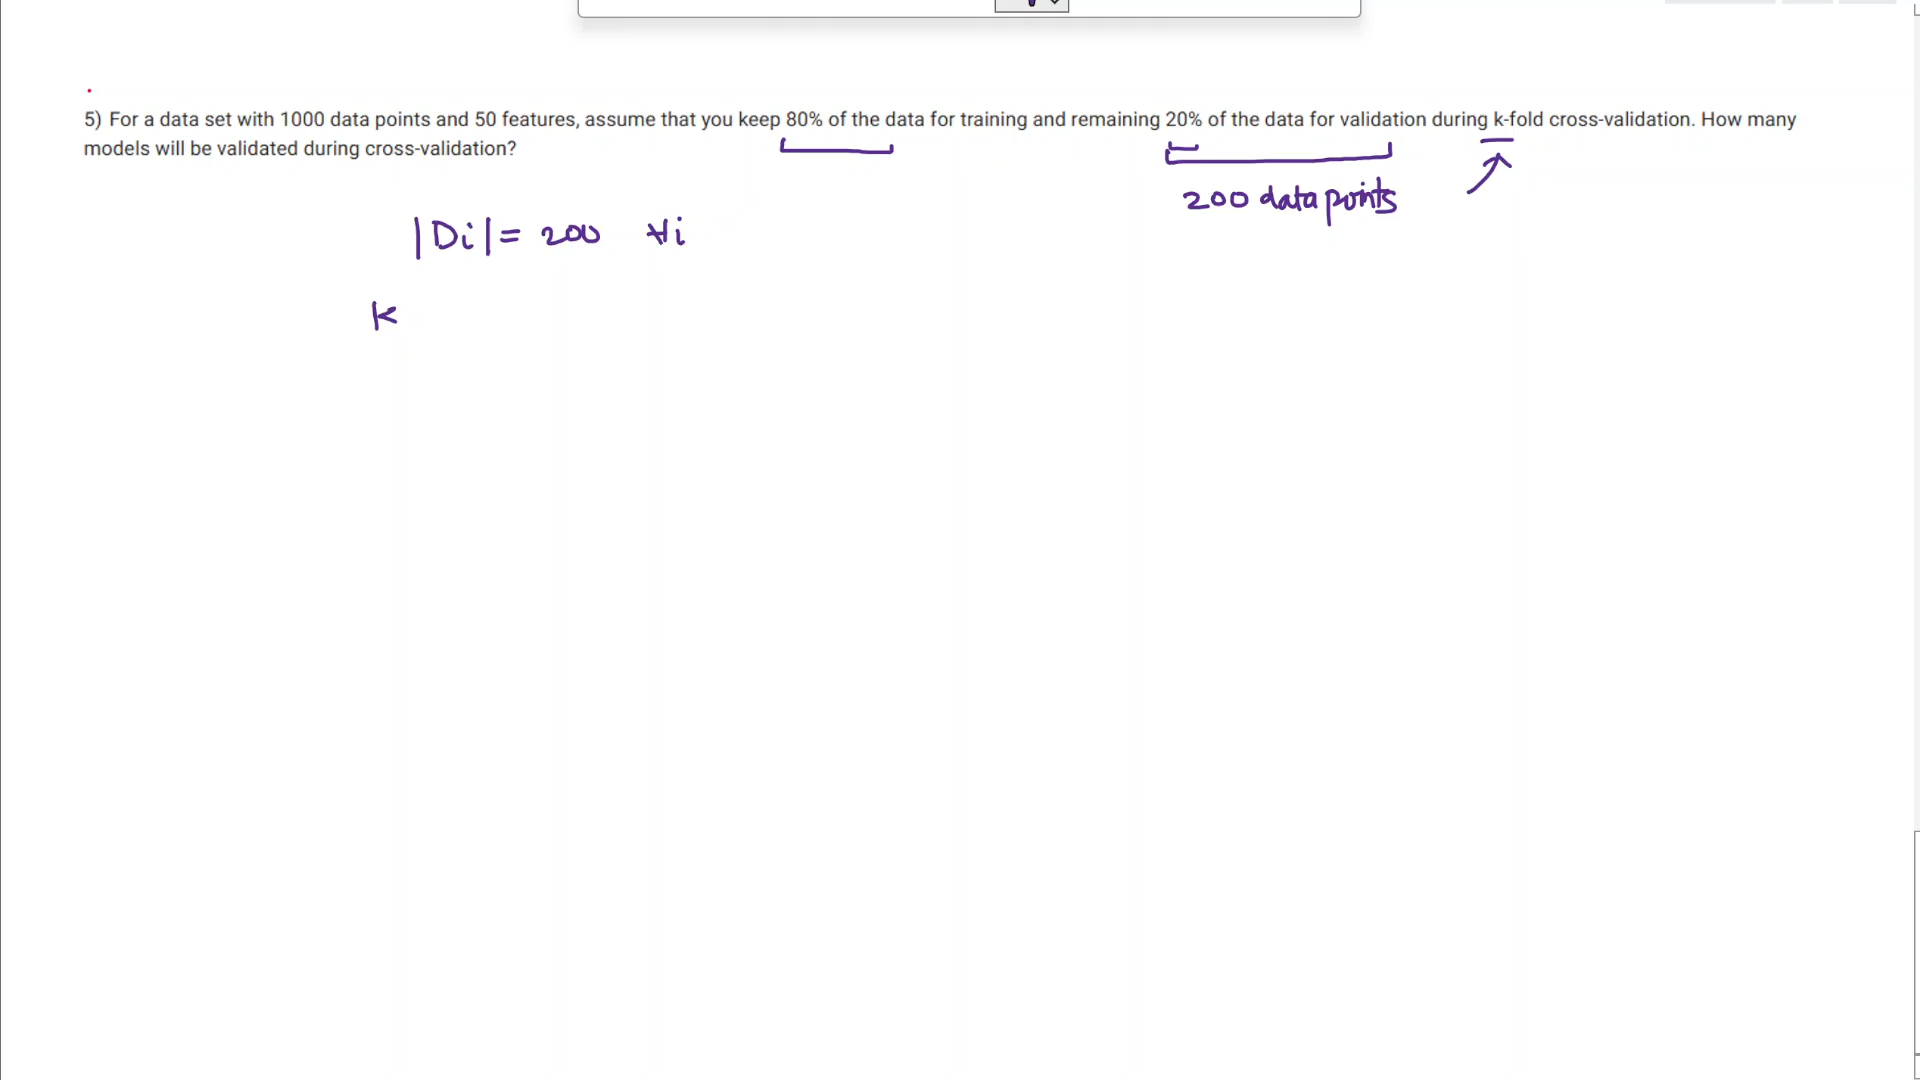 5) For a data set with 1000 data points and 50 features, assume that you keep 80% of the data for training and remaining 20% of the data for validation during k-fold cross-validation. How many
models will be validated during cross-validation?
200 data points
|Di| = 200 ∀i
k